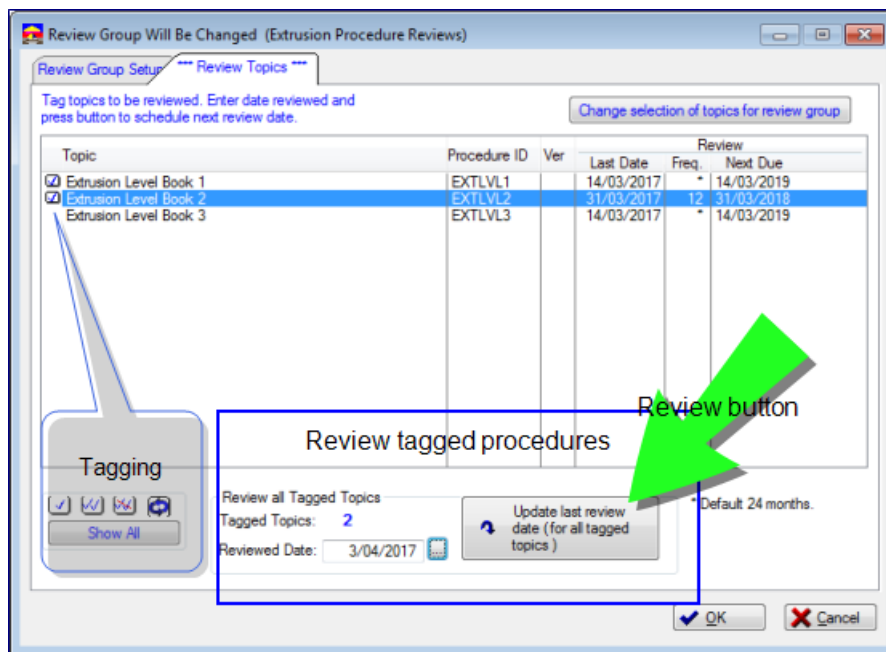 Review Group Will Be Changed (Extrusion Procedure Reviews)
Review Group Setup *** Review Topics ***
Tag topics to be reviewed. Enter date reviewed and
press button to schedule next review date.
Change selection of topics for review group
Review
Topic Procedure ID Ver Last Date Freq. Next Due
Extrusion Level Book 1 EXTLVL1 14/03/2017 * 14/03/2019
Extrusion Level Book 2 EXTLVL2 31/03/2017 12 31/03/2018
Extrusion Level Book 3 EXTLVL3 14/03/2017 * 14/03/2019
Review button
Review tagged procedures
Tagging
Show All
Review all Tagged Topics
Tagged Topics: 2
Reviewed Date: 3/04/2017 ...
Update last review
date (for all tagged
topics )
* Default 24 months.
OK Cancel